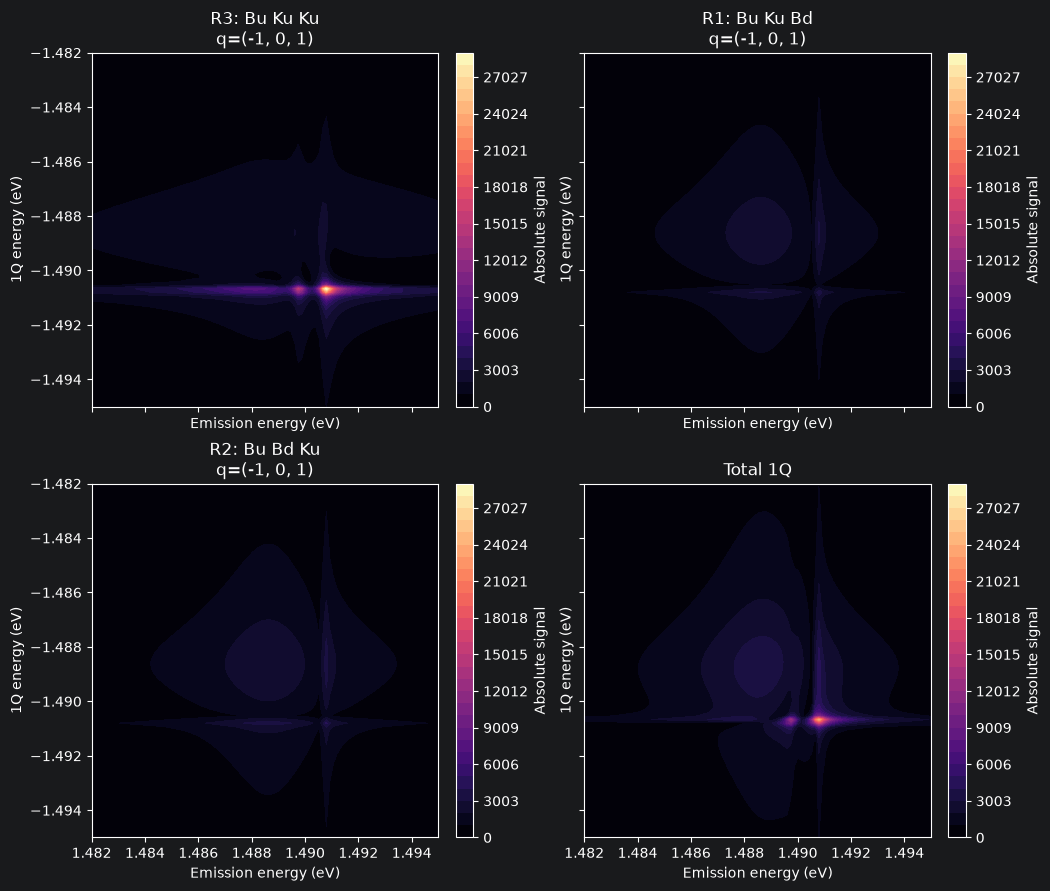 R3: Bu Ku Ku
q=(-1, 0, 1)
−1.482
−1.484
−1.486
−1.488
−1.490
−1.492
−1.494
1Q energy (eV)
Emission energy (eV)
27027
24024
21021
18018
15015
12012
9009
6006
3003
0
Absolute signal
R1: Bu Ku Bd
q=(-1, 0, 1)
1Q energy (eV)
Emission energy (eV)
27027
24024
21021
18018
15015
12012
9009
6006
3003
0
Absolute signal
R2: Bu Bd Ku
q=(-1, 0, 1)
−1.482
−1.484
−1.486
−1.488
−1.490
−1.492
−1.494
1Q energy (eV)
1.482 1.484 1.486 1.488 1.490 1.492 1.494
Emission energy (eV)
27027
24024
21021
18018
15015
12012
9009
6006
3003
0
Absolute signal
Total 1Q
1Q energy (eV)
1.482 1.484 1.486 1.488 1.490 1.492 1.494
Emission energy (eV)
27027
24024
21021
18018
15015
12012
9009
6006
3003
0
Absolute signal